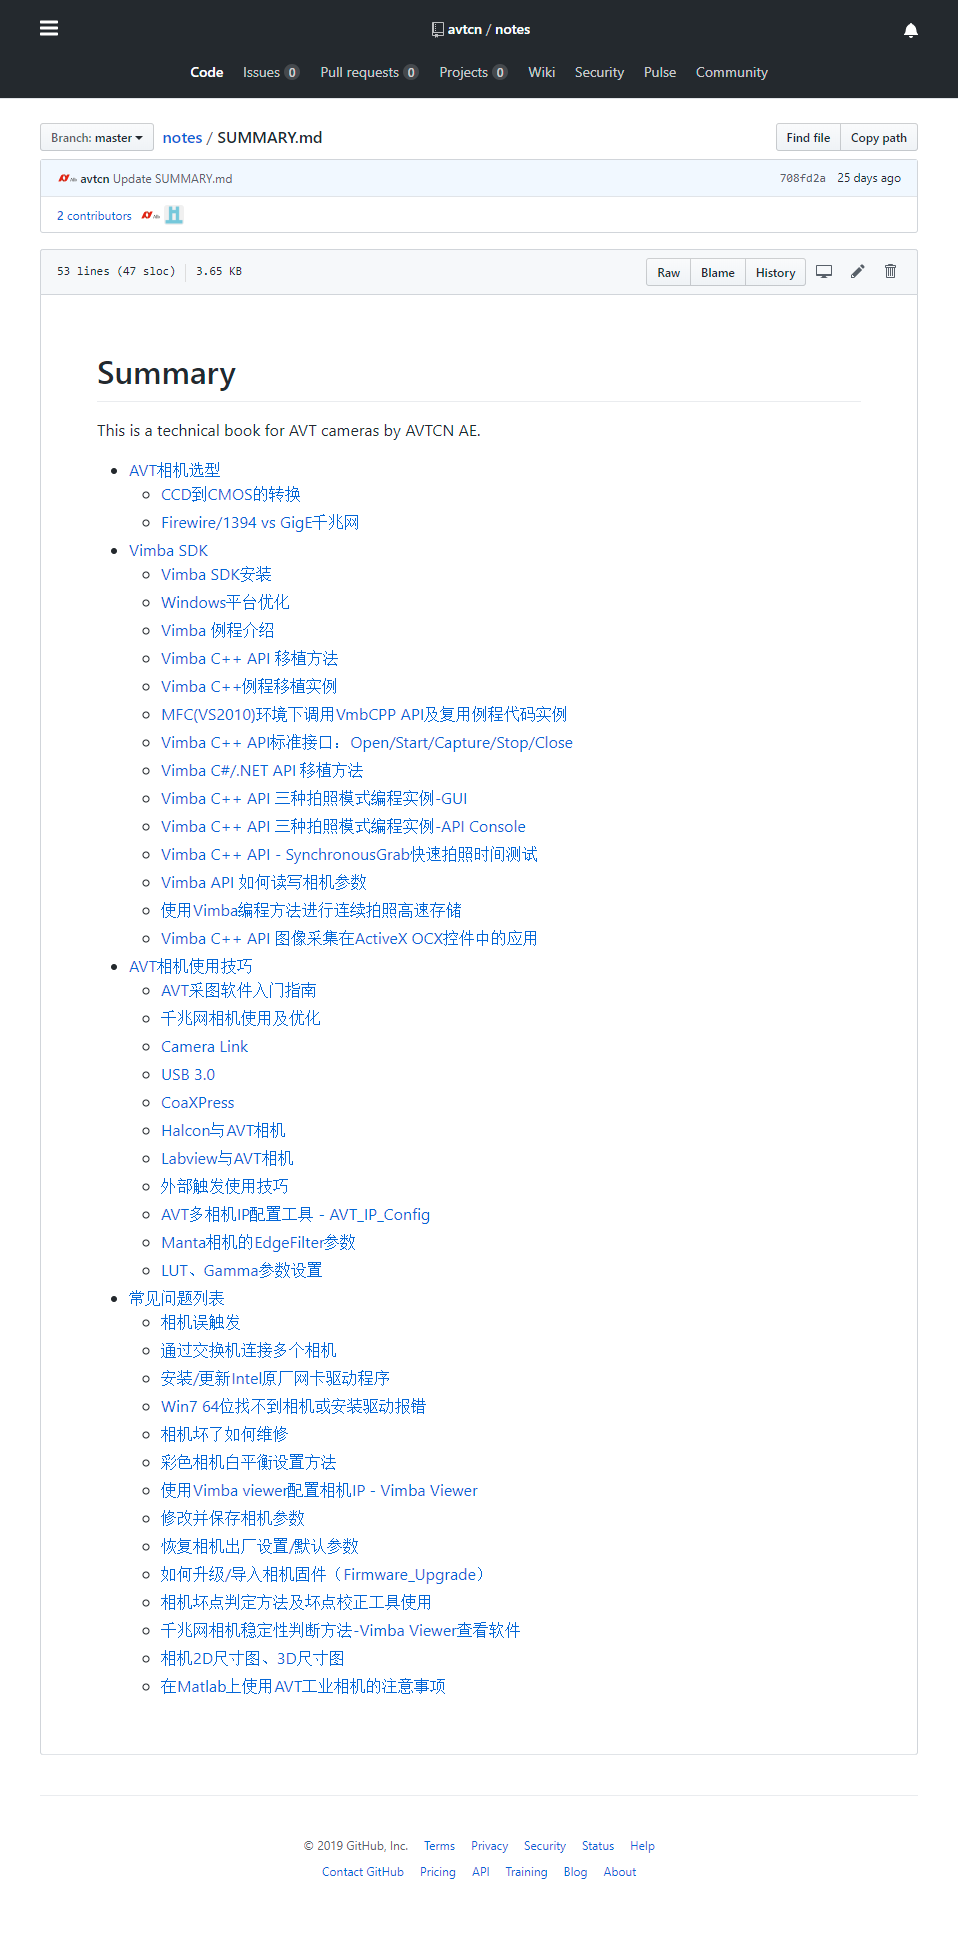 avtcn / notes
Code Issues 0 Pull requests 0 Projects 0 Wiki Security Pulse Community
Branch: master notes / SUMMARY.md Find file Copy path
avtcn Update SUMMARY.md 708fd2a 25 days ago
2 contributors
53 lines (47 sloc) 3.65 KB Raw Blame History
Summary
This is a technical book for AVT cameras by AVTCN AE.
AVT相机选型
CCD到CMOS的转换
Firewire/1394 vs GigE千兆网
Vimba SDK
Vimba SDK安装
Windows平台优化
Vimba 例程介绍
Vimba C++ API 移植方法
Vimba C++例程移植实例
MFC(VS2010)环境下调用VmbCPP API及复用例程代码实例
Vimba C++ API标准接口：Open/Start/Capture/Stop/Close
Vimba C#/.NET API 移植方法
Vimba C++ API 三种拍照模式编程实例-GUI
Vimba C++ API 三种拍照模式编程实例-API Console
Vimba C++ API - SynchronousGrab快速拍照时间测试
Vimba API 如何读写相机参数
使用Vimba编程方法进行连续拍照高速存储
Vimba C++ API 图像采集在ActiveX OCX控件中的应用
AVT相机使用技巧
AVT采图软件入门指南
千兆网相机使用及优化
Camera Link
USB 3.0
CoaXPress
Halcon与AVT相机
Labview与AVT相机
外部触发使用技巧
AVT多相机IP配置工具 - AVT_IP_Config
Manta相机的EdgeFilter参数
LUT、Gamma参数设置
常见问题列表
相机误触发
通过交换机连接多个相机
安装/更新Intel原厂网卡驱动程序
Win7 64位找不到相机或安装驱动报错
相机坏了如何维修
彩色相机白平衡设置方法
使用Vimba viewer配置相机IP - Vimba Viewer
修改并保存相机参数
恢复相机出厂设置/默认参数
如何升级/导入相机固件（Firmware_Upgrade）
相机坏点判定方法及坏点校正工具使用
千兆网相机稳定性判断方法-Vimba Viewer查看软件
相机2D尺寸图、3D尺寸图
在Matlab上使用AVT工业相机的注意事项
© 2019 GitHub, Inc. Terms Privacy Security Status Help
Contact GitHub Pricing API Training Blog About